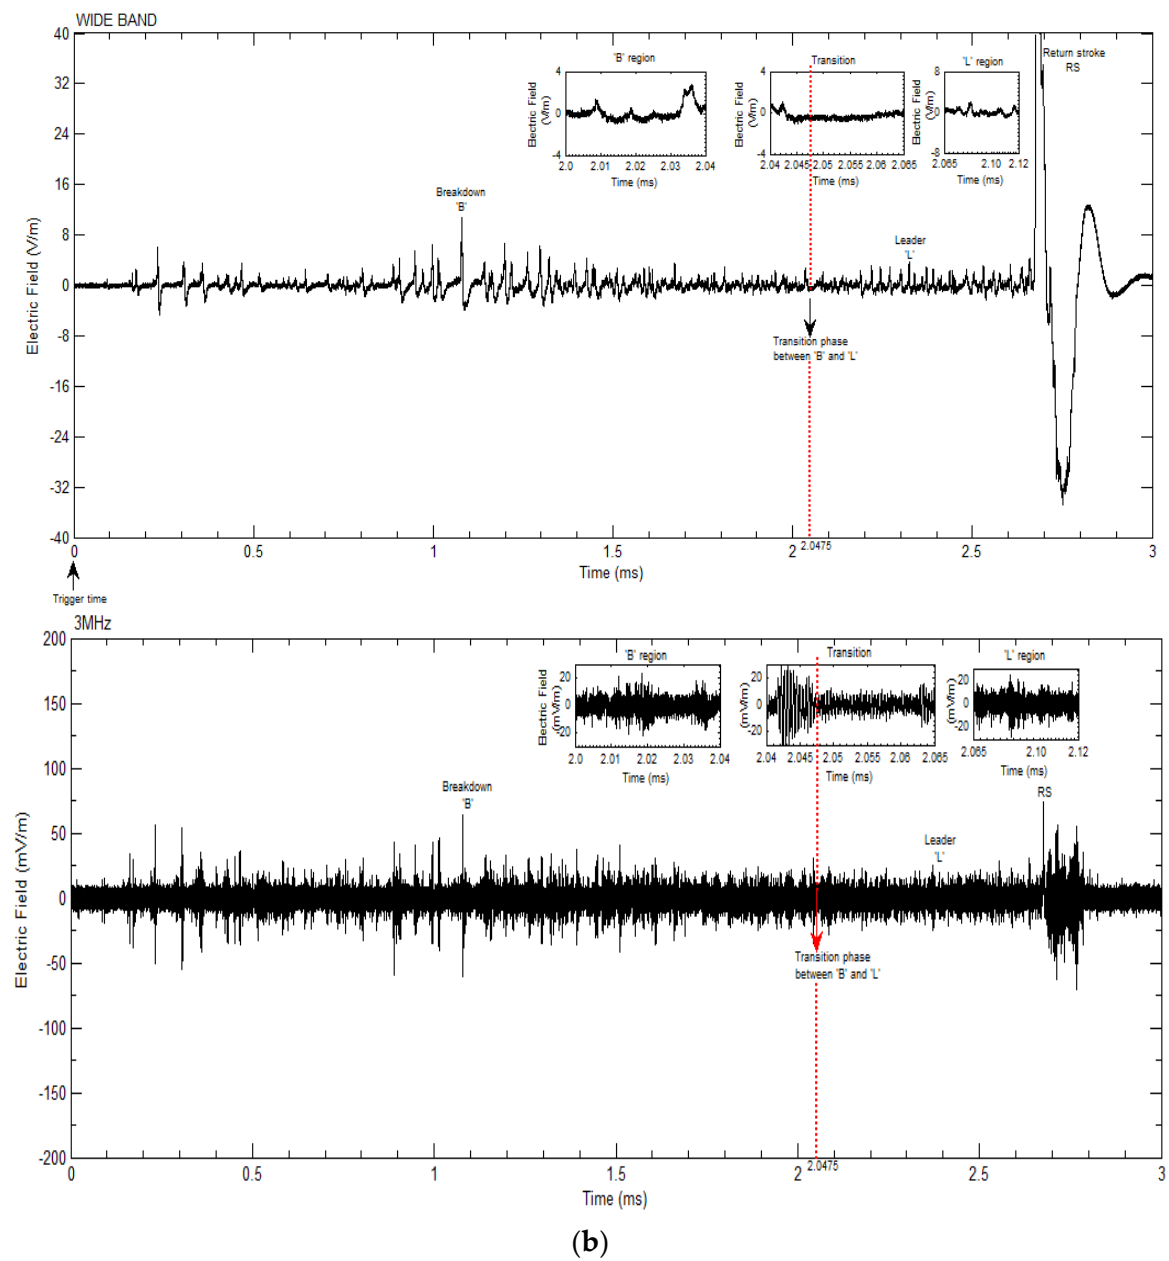 WIDE BAND
40
32
24
16
8
0
-8
-16
-24
-32
-40
Electric Field (V/m)
'B' region
4
0
-4
Electric Field
(V/m)
2.0 2.01 2.02 2.03 2.04
Time (ms)
Transition
4
0
-4
Electric Field
(V/m)
2.04 2.045 2.05 2.055 2.06 2.065
Time (ms)
'L' region
8
0
-8
Electric Field
(V/m)
2.065 2.10 2.12
Time (ms)
Return stroke
RS
Breakdown
'B'
Leader
'L'
Transition phase
between 'B' and 'L'
0 0.5 1 1.5 2 2.0475 2.5 3
Time (ms)
Trigger time
3MHz
200
150
100
50
0
-50
-100
-150
-200
Electric Field (mV/m)
'B' region
20
0
-20
Electric Field
(mV/m)
2.0 2.01 2.02 2.03 2.04
Time (ms)
Transition
20
0
-20
(mV/m)
2.04 2.045 2.05 2.055 2.06 2.065
Time (ms)
'L' region
20
0
-20
(mV/m)
2.065 2.10 2.12
Time (ms)
Breakdown
'B'
Leader
'L'
RS
Transition phase
between 'B' and 'L'
0 0.5 1 1.5 2 2.0475 2.5 3
Time (ms)
(b)